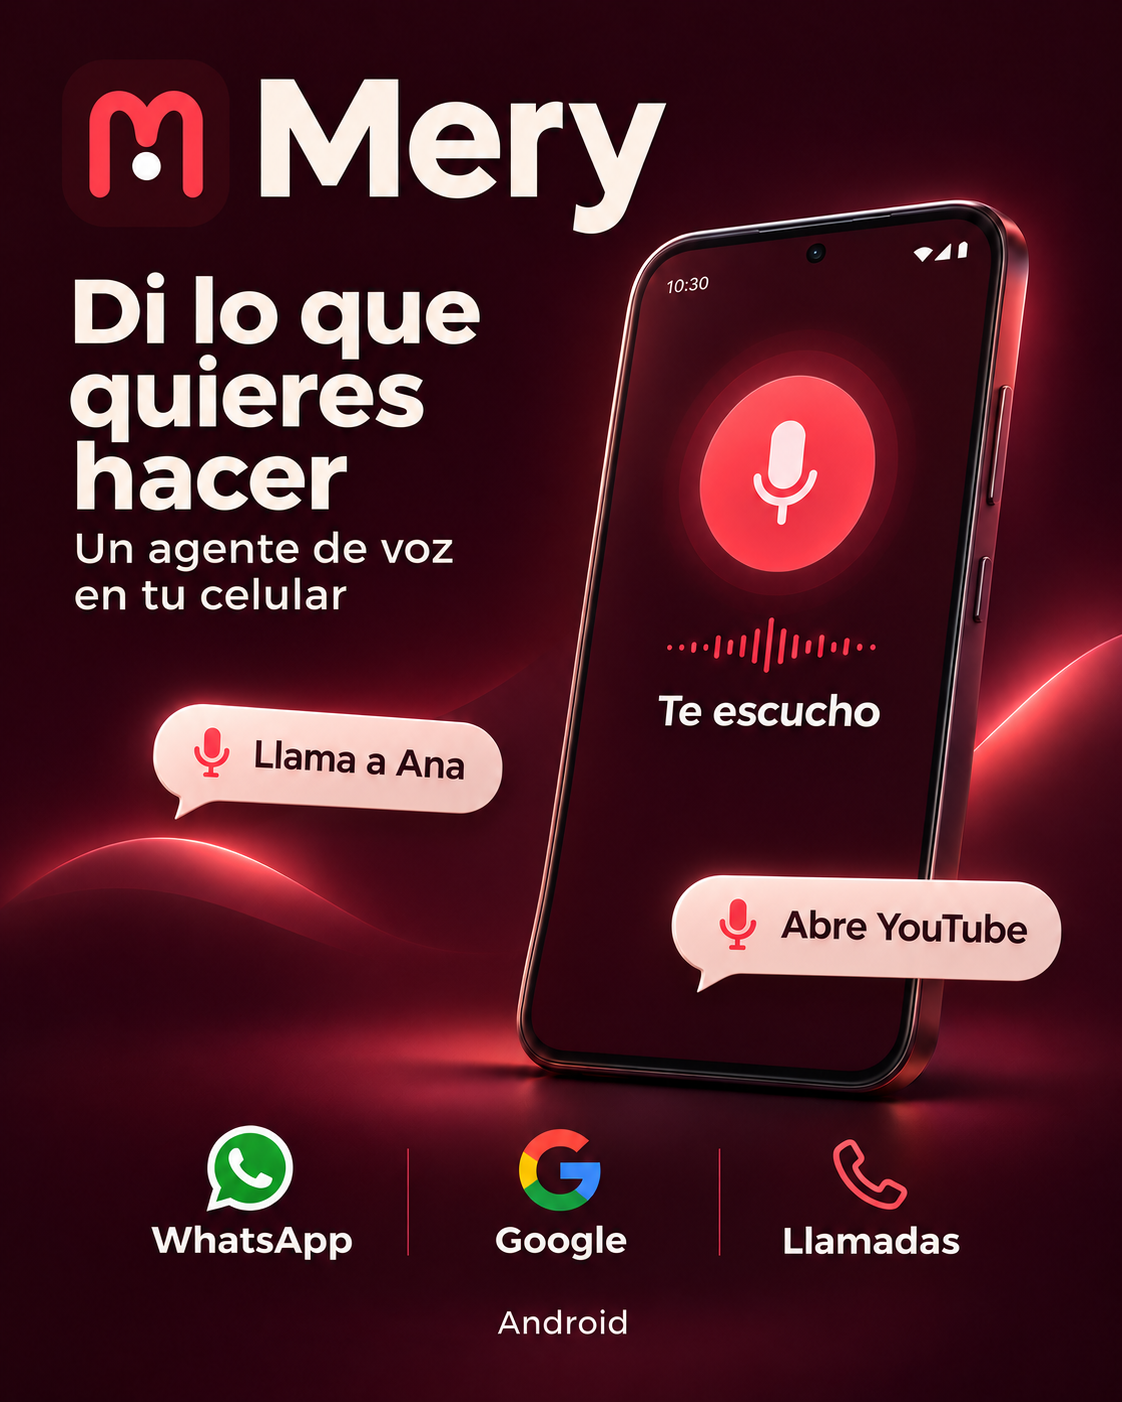 Mery
Di lo que
quieres
hacer
Un agente de voz
en tu celular
10:30
Te escucho
Llama a Ana
Abre YouTube
WhatsApp
Google
Llamadas
Android